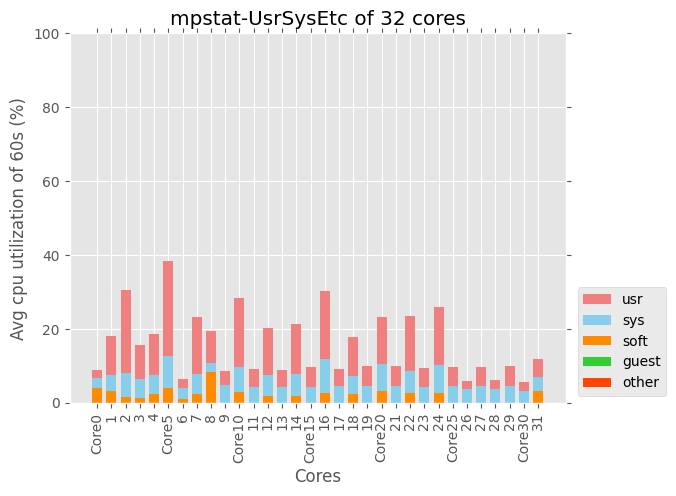 mpstat-UsrSysEtc of 32 cores
Avg cpu utilization of 60s (%)
100
80
60
40
20
0
Core0
1
2
3
4
Core5
6
7
8
9
Core10
11
12
13
14
Core15
16
17
18
19
Core20
21
22
23
24
Core25
26
27
28
29
Core30
31
Cores
usr
sys
soft
guest
other